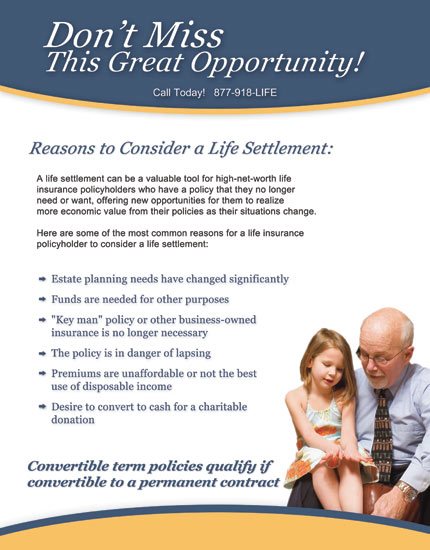 Don't Miss
This Great Opportunity!
Call Today! 877-918-LIFE
Reasons to Consider a Life Settlement:
A life settlement can be a valuable tool for high-net-worth life
insurance policyholders who have a policy that they no longer
need or want, offering new opportunities for them to realize
more economic value from their policies as their situations change.
Here are some of the most common reasons for a life insurance
policyholder to consider a life settlement:
Estate planning needs have changed significantly
Funds are needed for other purposes
"Key man" policy or other business-owned
insurance is no longer necessary
The policy is in danger of lapsing
Premiums are unaffordable or not the best
use of disposable income
Desire to convert to cash for a charitable
donation
Convertible term policies qualify if
convertible to a permanent contract